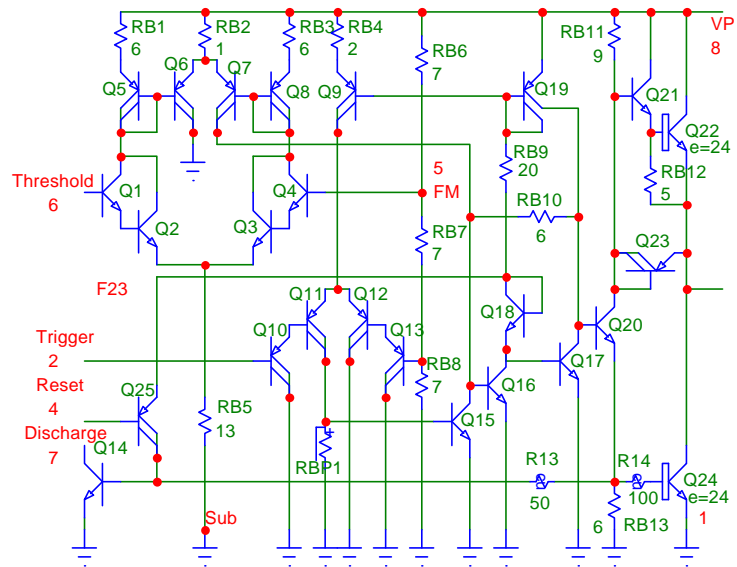 RB1
6
RB2
1
RB3
6
RB4
2
RB6
7
RB11
9
VP
8
Q5
Q6
Q7
Q8
Q9
Q19
Q21
Q22
e=24
RB12
5
Threshold
6
Q1
Q2
Q3
Q4
5
FM
RB9
20
RB10
6
RB7
7
Q23
F23
Q11
Q12
Q10
Q13
Q18
Q20
Trigger
2
Reset
4
Discharge
7
Q25
Q14
RB5
13
RB8
7
Q15
Q16
Q17
RBP1
R13
50
R14
100
Q24
e=24
1
6
RB13
Sub